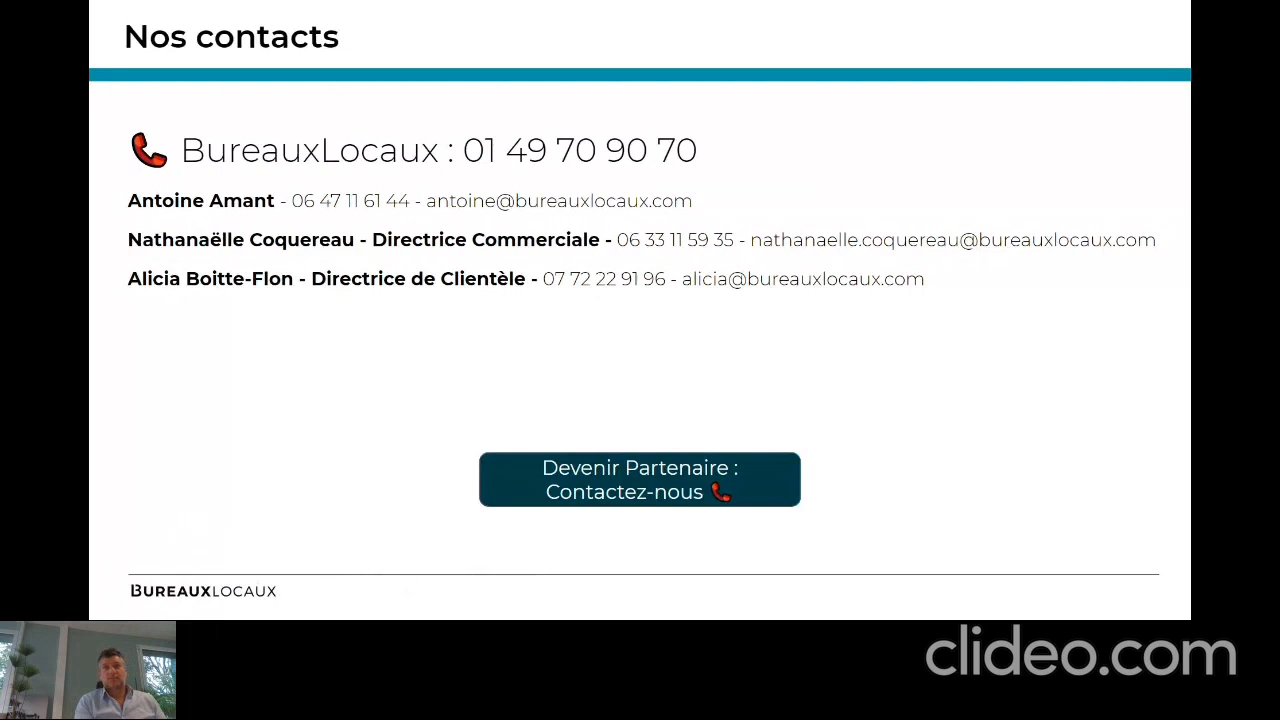 Nos contacts
BureauxLocaux : 01 49 70 90 70
Antoine Amant - 06 47 11 61 44 - antoine@bureauxlocaux.com
Nathanaëlle Coquereau - Directrice Commerciale - 06 33 11 59 35 - nathanaelle.coquereau@bureauxlocaux.com
Alicia Boitte-Flon - Directrice de Clientèle - 07 72 22 91 96 - alicia@bureauxlocaux.com
Devenir Partenaire :
Contactez-nous
BUREAUXLOCAUX
clideo.com